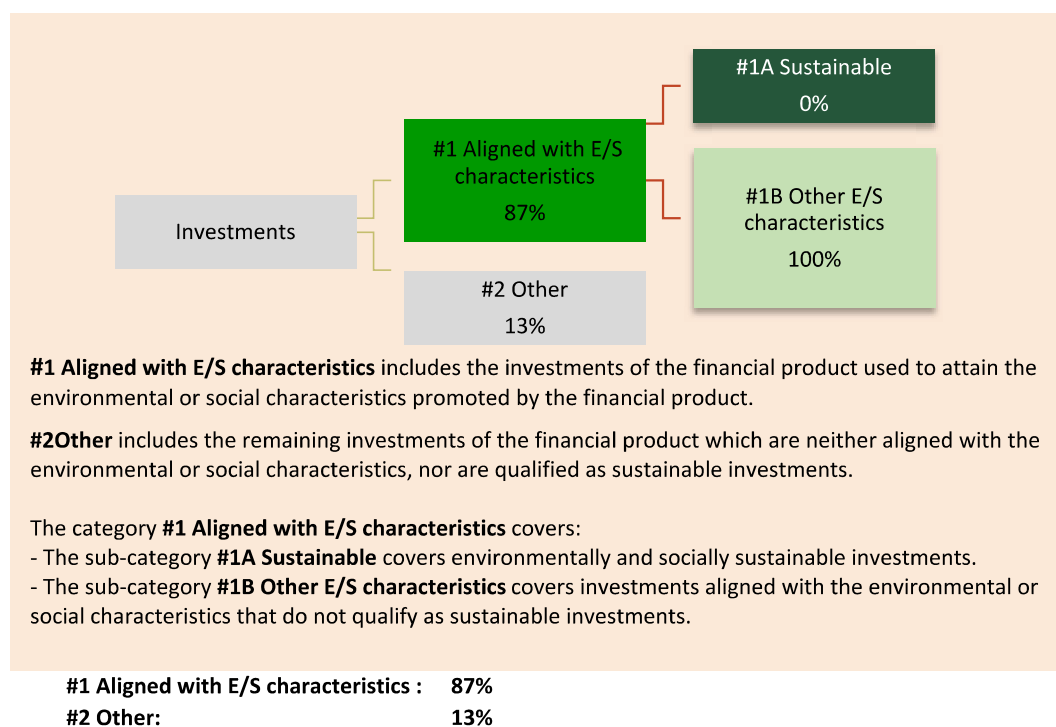 #1A Sustainable
0%
#1 Aligned with E/S
characteristics
87%
#1B Other E/S
characteristics
100%
Investments
#2 Other
13%
#1 Aligned with E/S characteristics includes the investments of the financial product used to attain the
environmental or social characteristics promoted by the financial product.
#2Other includes the remaining investments of the financial product which are neither aligned with the
environmental or social characteristics, nor are qualified as sustainable investments.
The category #1 Aligned with E/S characteristics covers:
- The sub-category #1A Sustainable covers environmentally and socially sustainable investments.
- The sub-category #1B Other E/S characteristics covers investments aligned with the environmental or
social characteristics that do not qualify as sustainable investments.
#1 Aligned with E/S characteristics : 87%
#2 Other: 13%